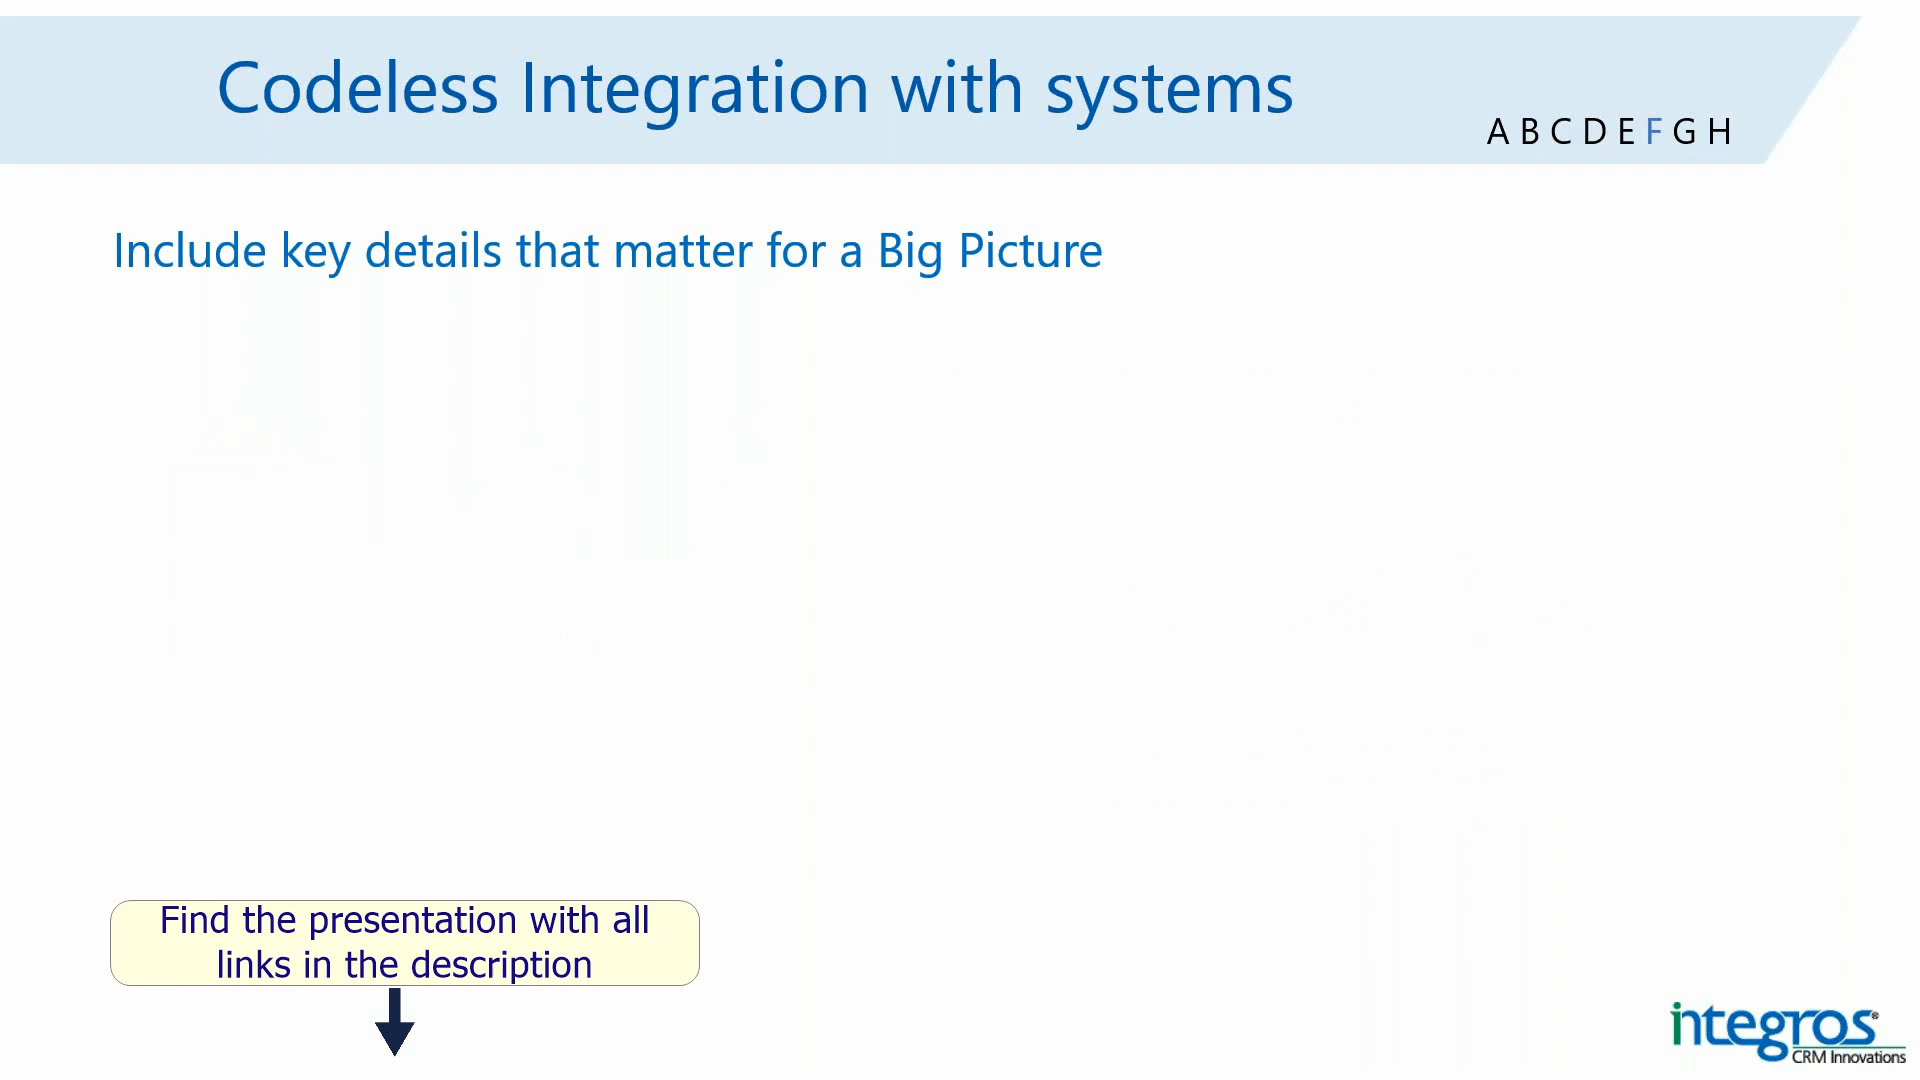 Codeless Integration with systems
A B C D E F G H
Include key details that matter for a Big Picture
Find the presentation with all
links in the description
integros®
CRM Innovations